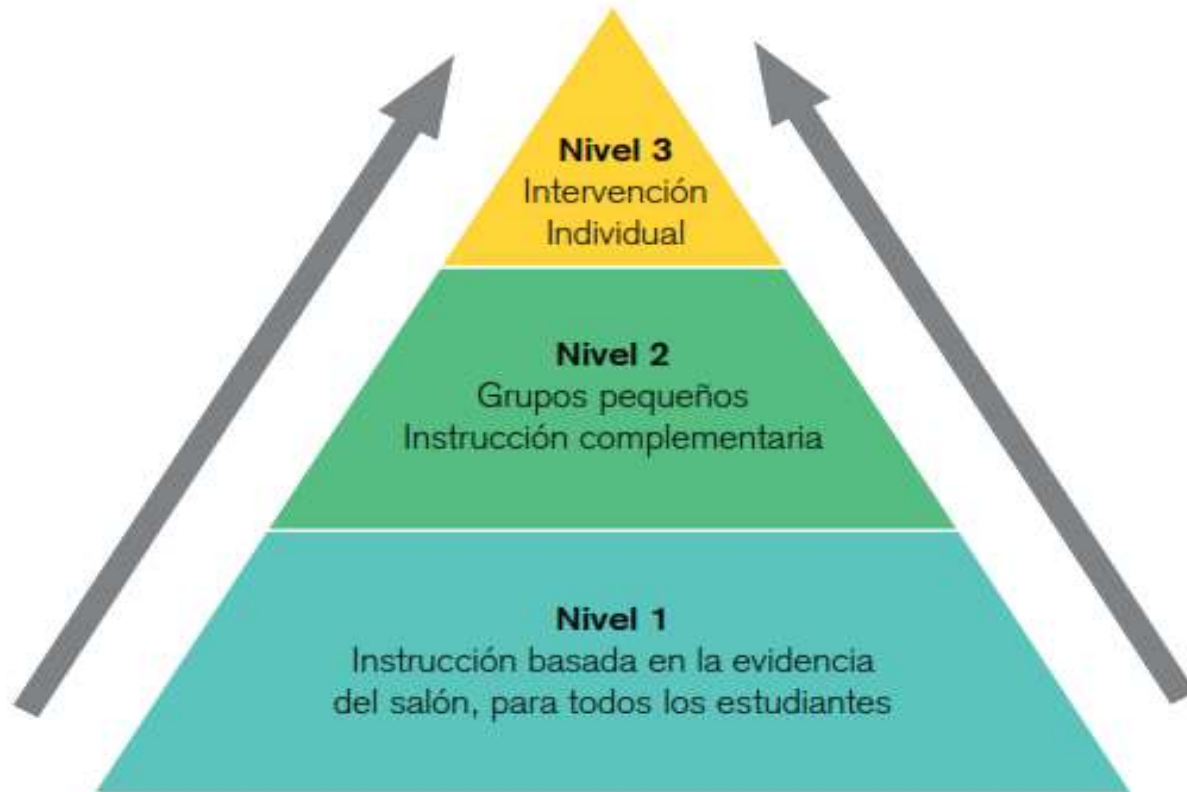 Nivel 3
Intervención
Individual
Nivel 2
Grupos pequeños
Instrucción complementaria
Nivel 1
Instrucción basada en la evidencia
del salón, para todos los estudiantes